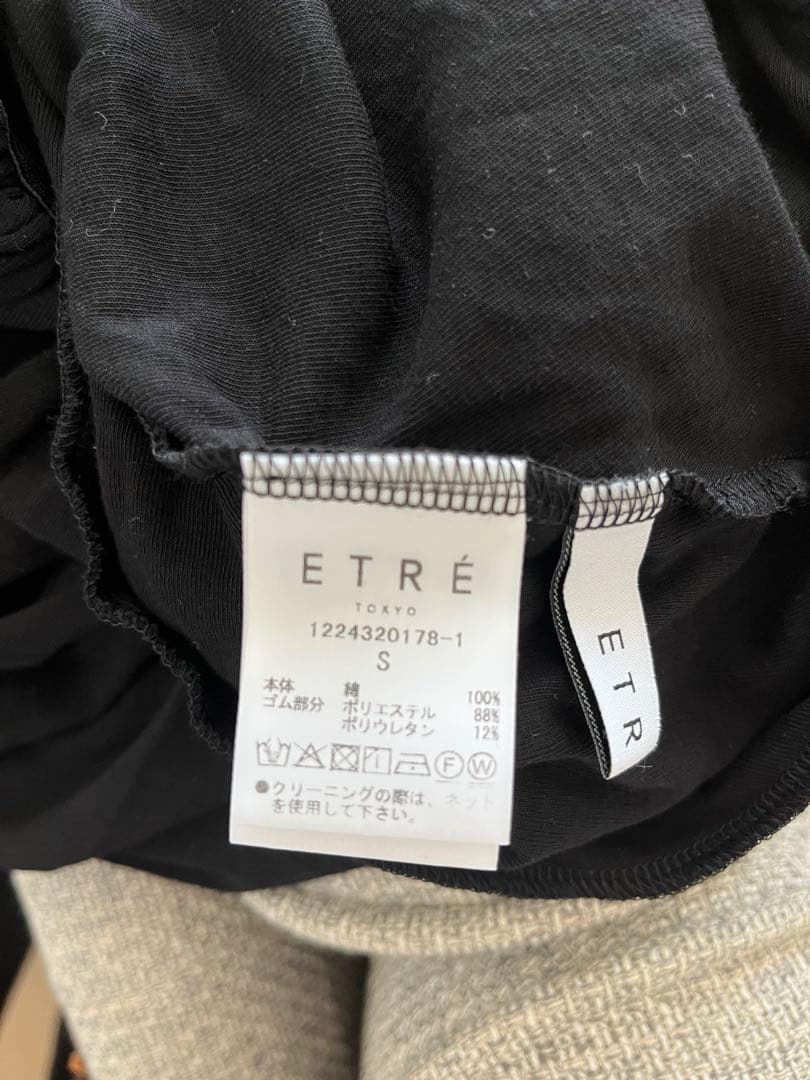 ETRÉ
TOKYO
1224320178-1
S
本体 綿 100%
ゴム部分 ポリエステル 88%
ポリウレタン 12%
F W
●クリーニングの際は、ネット
を使用して下さい。
ETR